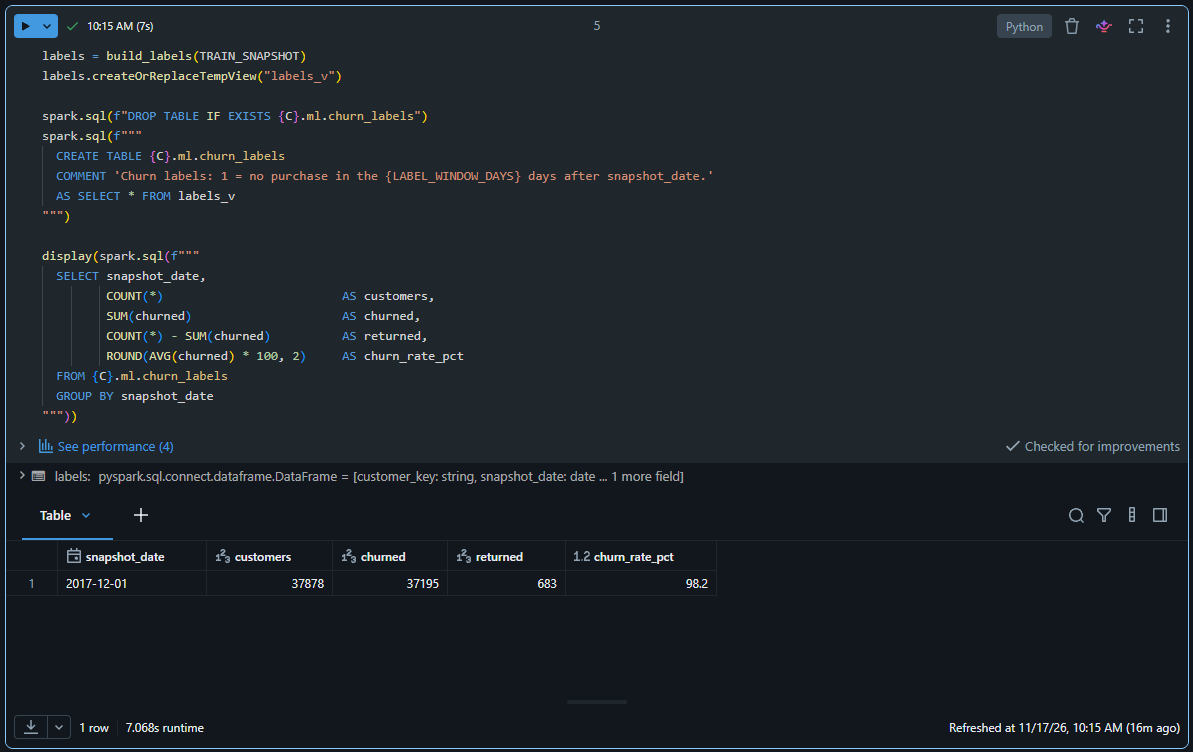 10:15 AM (7s)
5
Python
labels = build_labels(TRAIN_SNAPSHOT)
labels.createOrReplaceTempView("labels_v")
spark.sql(f"DROP TABLE IF EXISTS {C}.ml.churn_labels")
spark.sql(f"""
CREATE TABLE {C}.ml.churn_labels
COMMENT 'Churn labels: 1 = no purchase in the {LABEL_WINDOW_DAYS} days after snapshot_date.'
AS SELECT * FROM labels_v
""")
display(spark.sql(f"""
SELECT snapshot_date,
COUNT(*) AS customers,
SUM(churned) AS churned,
COUNT(*) - SUM(churned) AS returned,
ROUND(AVG(churned) * 100, 2) AS churn_rate_pct
FROM {C}.ml.churn_labels
GROUP BY snapshot_date
"""))
See performance (4)
Checked for improvements
labels: pyspark.sql.connect.dataframe.DataFrame = [customer_key: string, snapshot_date: date ... 1 more field]
Table
snapshot_date 1²3 customers 1²3 churned 1²3 returned 1.2 churn_rate_pct
1 2017-12-01 37878 37195 683 98.2
1 row 7.068s runtime
Refreshed at 11/17/26, 10:15 AM (16m ago)